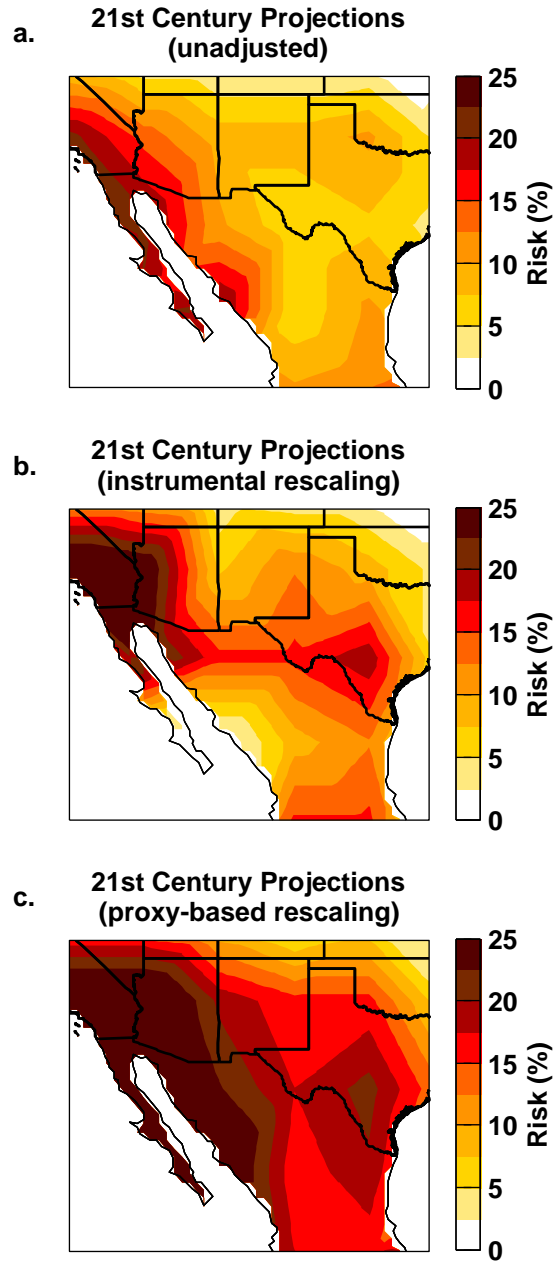 a.
21st Century Projections
(unadjusted)
25
20
15
10
5
0
Risk (%)
b.
21st Century Projections
(instrumental rescaling)
25
20
15
10
5
0
Risk (%)
c.
21st Century Projections
(proxy-based rescaling)
25
20
15
10
5
0
Risk (%)